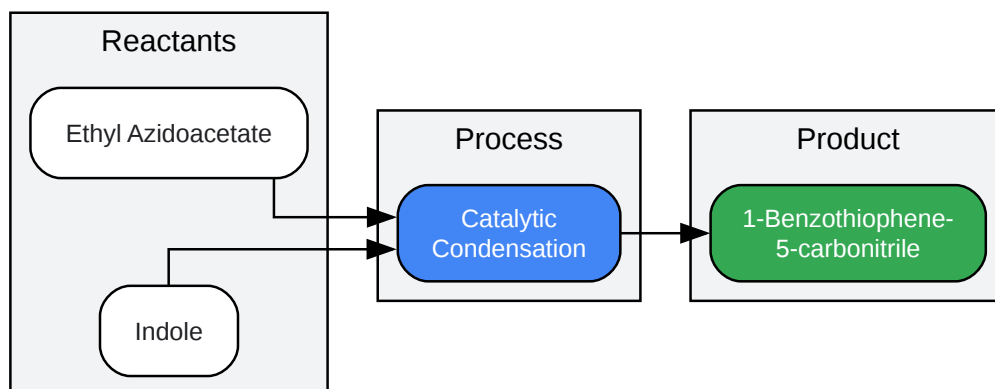 Reactants
Ethyl Azidoacetate
Indole
Process
Catalytic
Condensation
Product
1-Benzothiophene-
5-carbonitrile